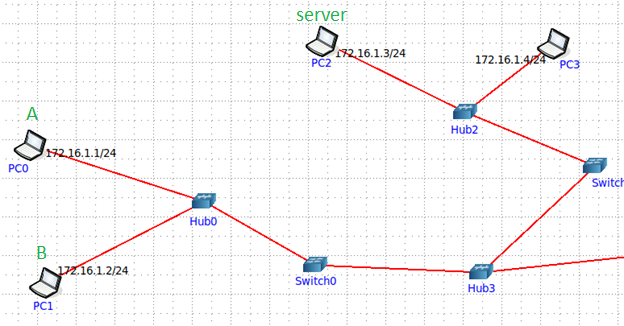 server
172.16.1.3/24
PC2
172.16.1.4/24
PC3
A
172.16.1.1/24
PC0
Hub2
Switch
Hub0
B
172.16.1.2/24
PC1
Switch0
Hub3